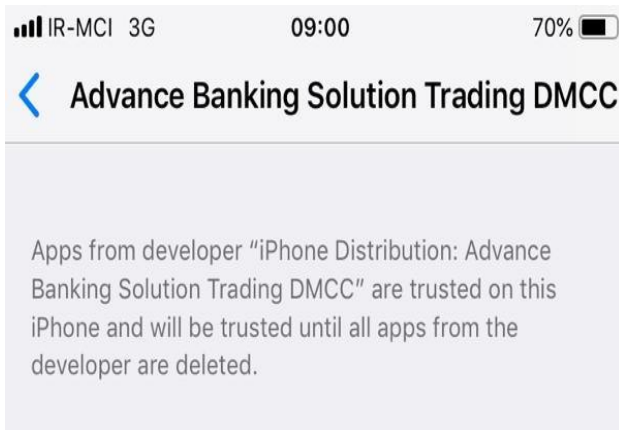 IR-MCI 3G 09:00 70%
Advance Banking Solution Trading DMCC
Apps from developer “iPhone Distribution: Advance
Banking Solution Trading DMCC” are trusted on this
iPhone and will be trusted until all apps from the
developer are deleted.